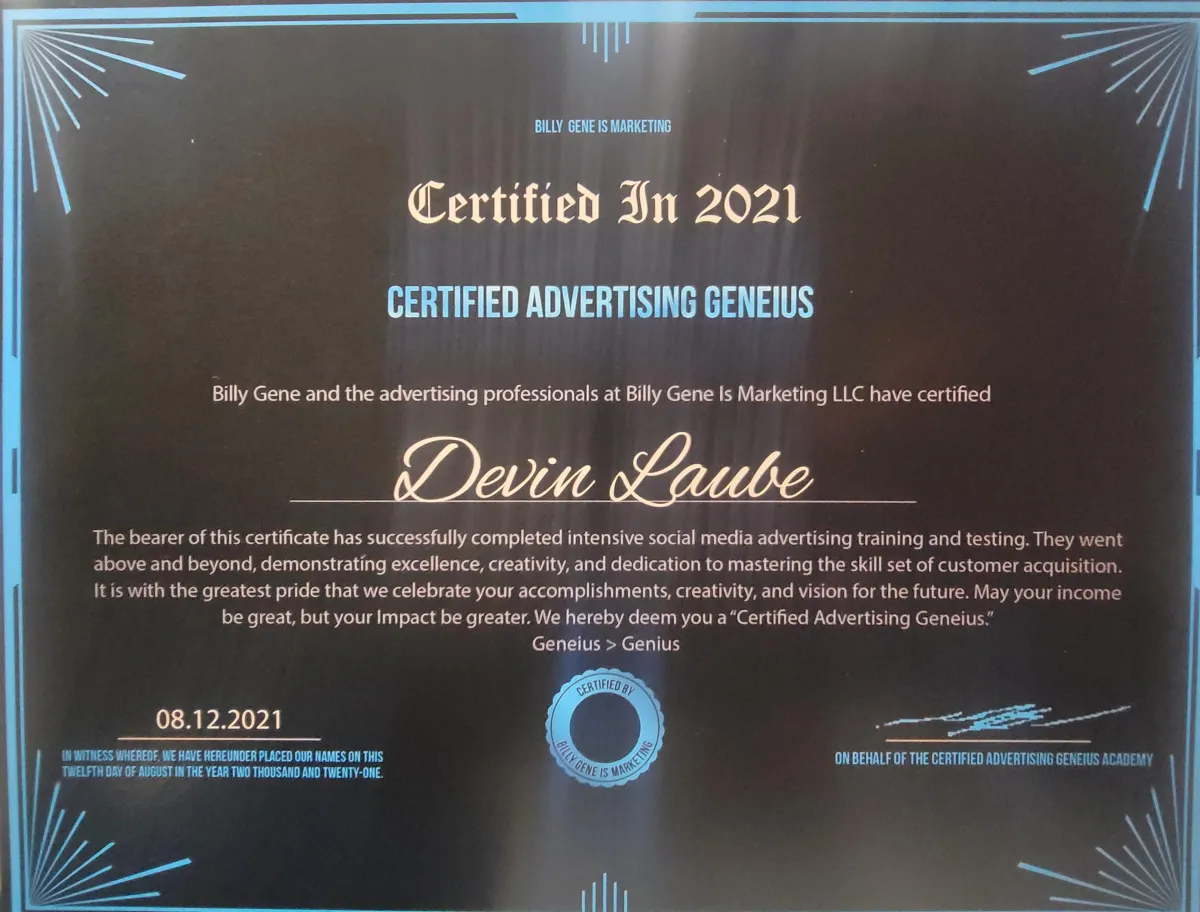 BILLY GENE IS MARKETING
Certified In 2021
CERTIFIED ADVERTISING GENEIUS
Billy Gene and the advertising professionals at Billy Gene Is Marketing LLC have certified
Devin Laube
The bearer of this certificate has successfully completed intensive social media advertising training and testing. They went
above and beyond, demonstrating excellence, creativity, and dedication to mastering the skill set of customer acquisition.
It is with the greatest pride that we celebrate your accomplishments, creativity, and vision for the future. May your income
be great, but your Impact be greater. We hereby deem you a “Certified Advertising Geneius.”
Geneius > Genius
08.12.2021
IN WITNESS WHEREOF, WE HAVE HEREUNDER PLACED OUR NAMES ON THIS
TWELFTH DAY OF AUGUST IN THE YEAR TWO THOUSAND AND TWENTY-ONE.
CERTIFIED BY
BILLY GENE IS MARKETING
ON BEHALF OF THE CERTIFIED ADVERTISING GENEIUS ACADEMY